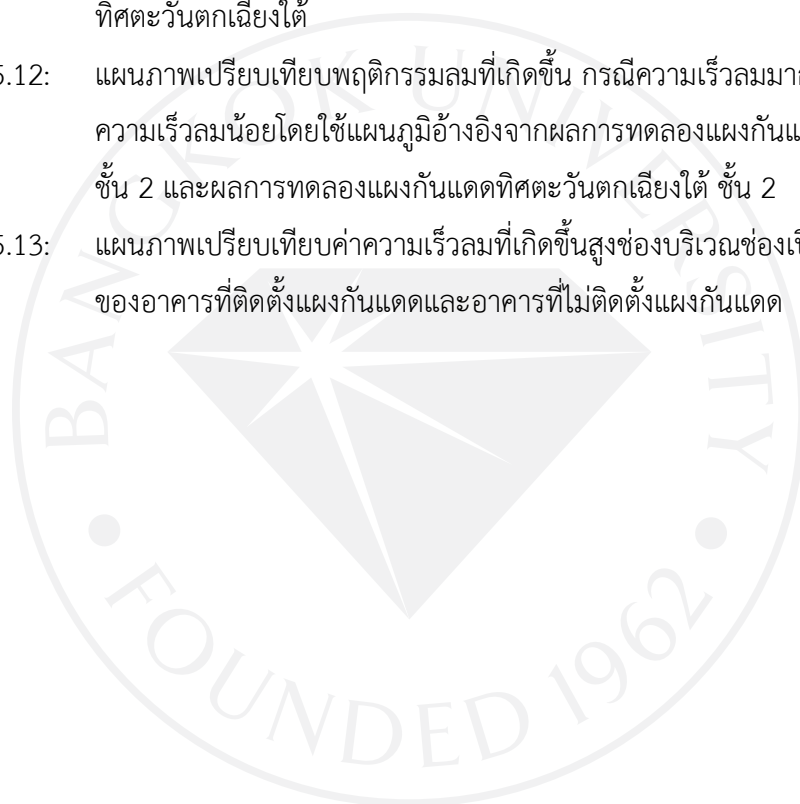 ทิศตะวันตกเฉียงใต้
5.12: แผนภาพเปรียบเทียบพฤติกรรมลมที่เกิดขึ้น กรณีความเร็วลมมาก
ความเร็วลมน้อยโดยใช้แผนภูมิอ้างอิงจากผลการทดลองแผงกันแ
ชั้น 2 และผลการทดลองแผงกันแดดทิศตะวันตกเฉียงใต้ ชั้น 2
5.13: แผนภาพเปรียบเทียบค่าความเร็วลมที่เกิดขึ้นสูงช่องบริเวณช่องเปิ
ของอาคารที่ติดตั้งแผงกันแดดและอาคารที่ไม่ติดตั้งแผงกันแดด
BANGKOK UNIVERSITY
FOUNDED 1962